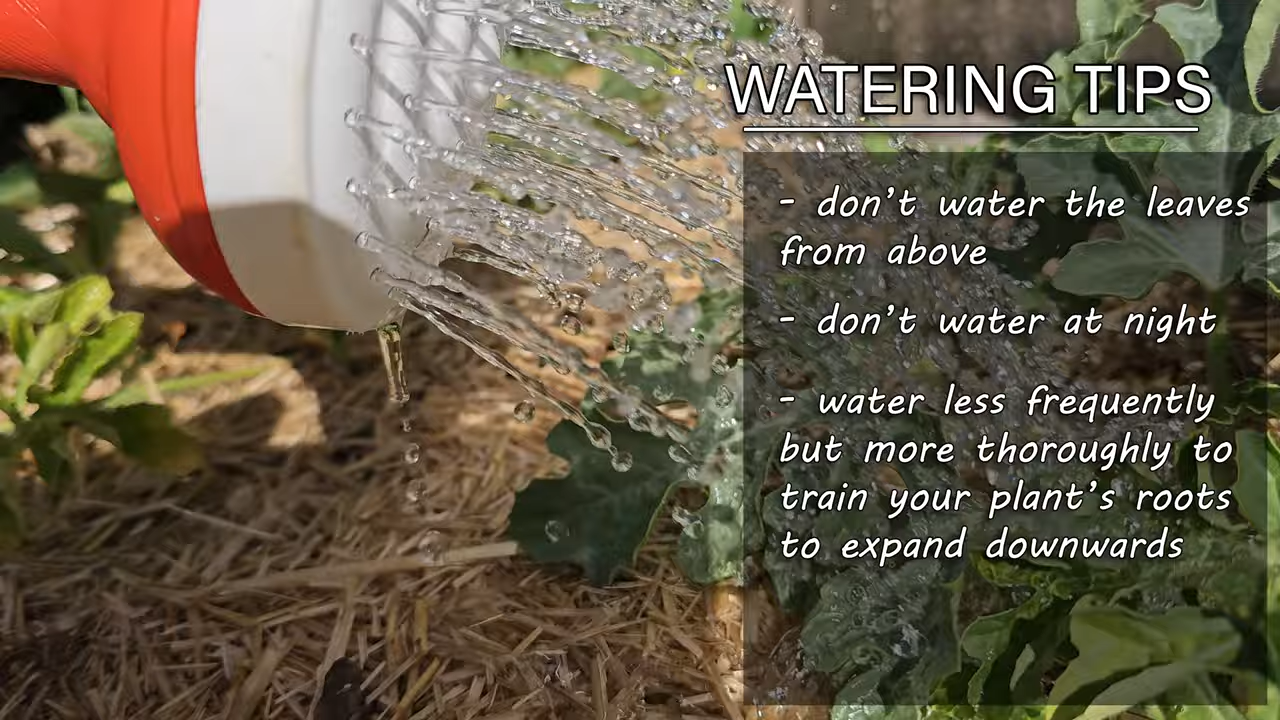 WATERING TIPS
- don't water the leaves
from above
- don't water at night
- water less frequently
but more thoroughly to
train your plant's roots
to expand downwards